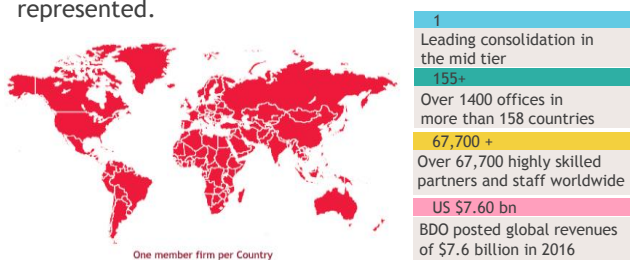 represented.
One member firm per Country
1
Leading consolidation in
the mid tier
155+
Over 1400 offices in
more than 158 countries
67,700 +
Over 67,700 highly skilled
partners and staff worldwide
US $7.60 bn
BDO posted global revenues
of $7.6 billion in 2016